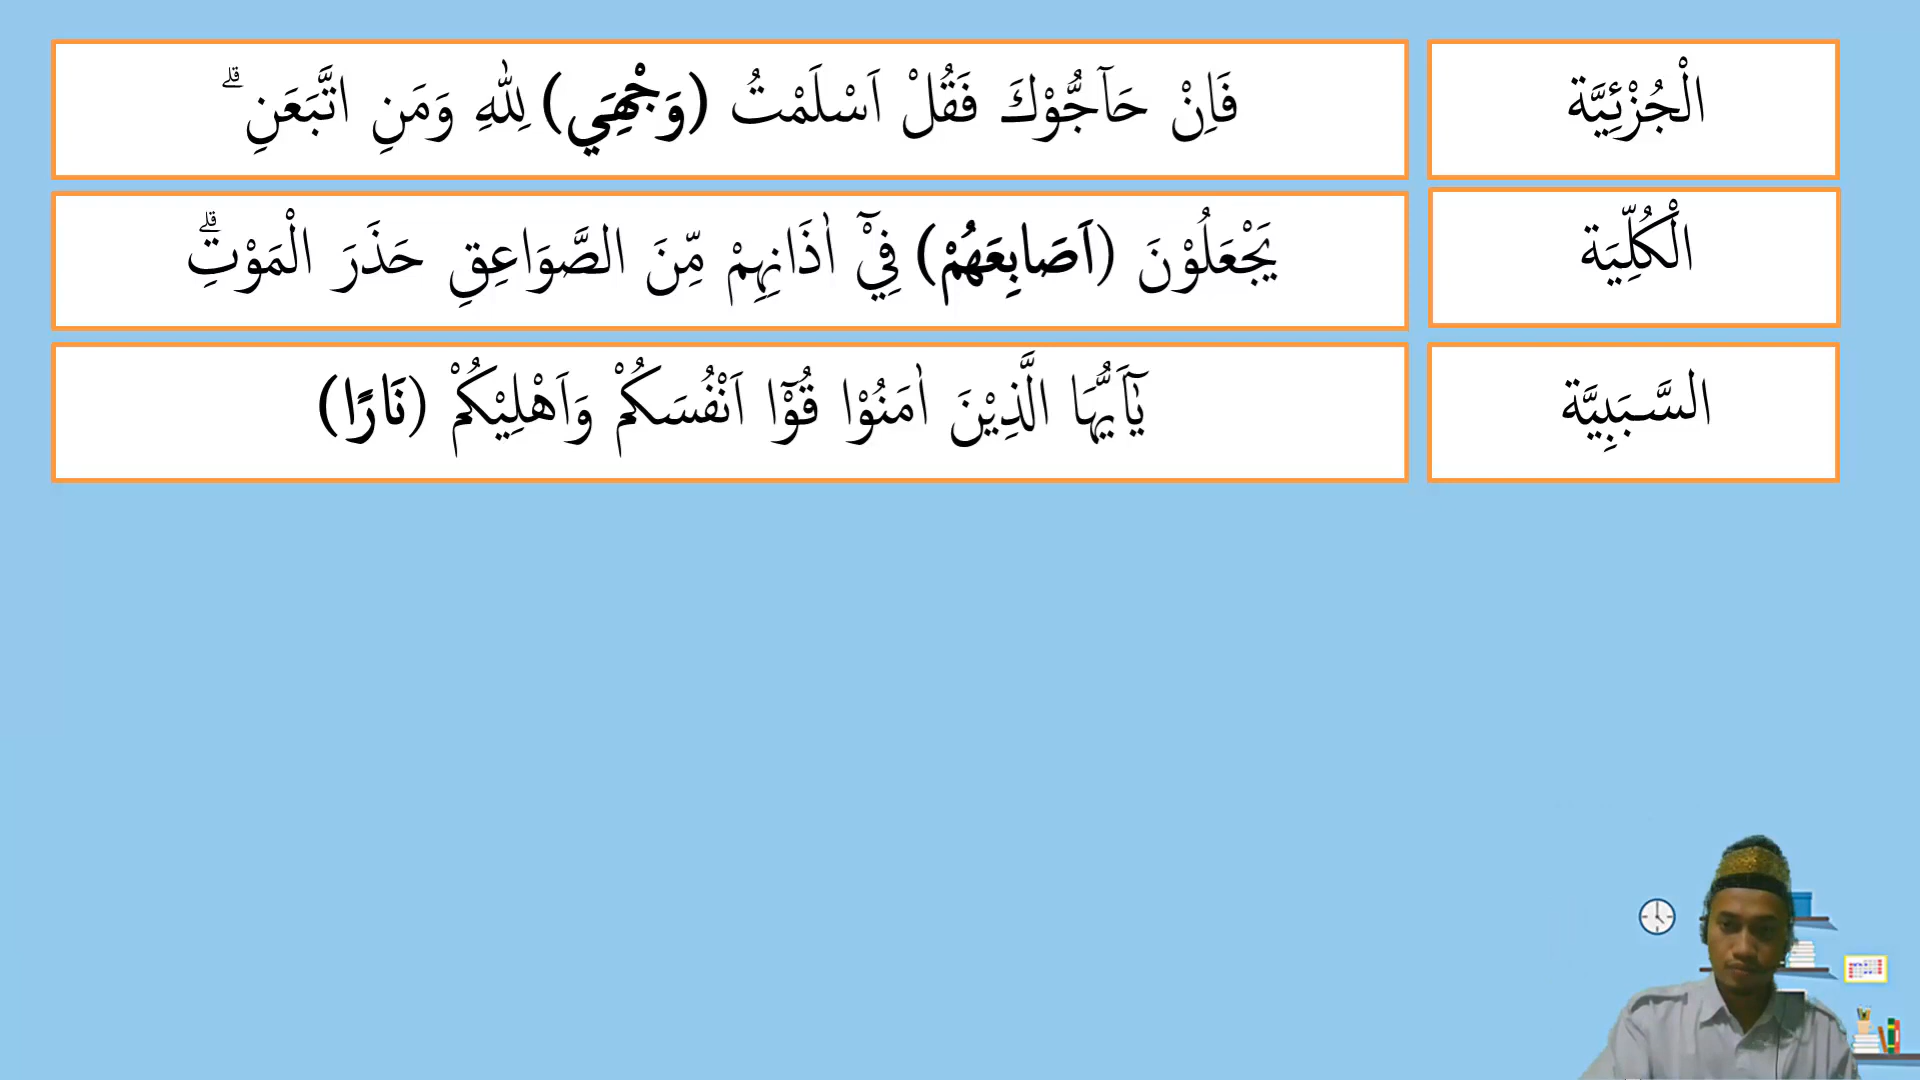 الْجُزْئِيَّة
فَاِنْ حَاۤجُّوْكَ فَقُلْ اَسْلَمْتُ (وَجْهِيَ) لِلّٰهِ وَمَنِ اتَّبَعَنِ ۗ
الْكُلِّيَة
يَجْعَلُوْنَ (اَصَابِعَهُمْ) فِيْٓ اٰذَانِهِمْ مِّنَ الصَّوَاعِقِ حَذَرَ الْمَوْتِۗ
السَّبَبِيَّة
يٰٓاَيُّهَا الَّذِيْنَ اٰمَنُوْا قُوْٓا اَنْفُسَكُمْ وَاَهْلِيْكُمْ (نَارًا)